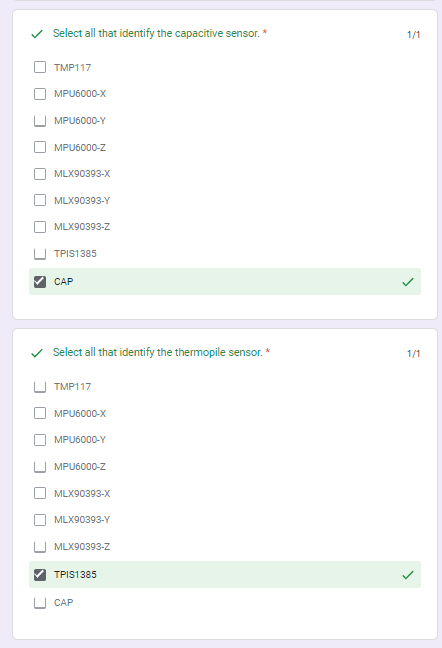 Select all that identify the capacitive sensor. * 1/1
TMP117
MPU6000-X
MPU6000-Y
MPU6000-Z
MLX90393-X
MLX90393-Y
MLX90393-Z
TPIS1385
CAP
Select all that identify the thermopile sensor. * 1/1
TMP117
MPU6000-X
MPU6000-Y
MPU6000-Z
MLX90393-X
MLX90393-Y
MLX90393-Z
TPIS1385
CAP